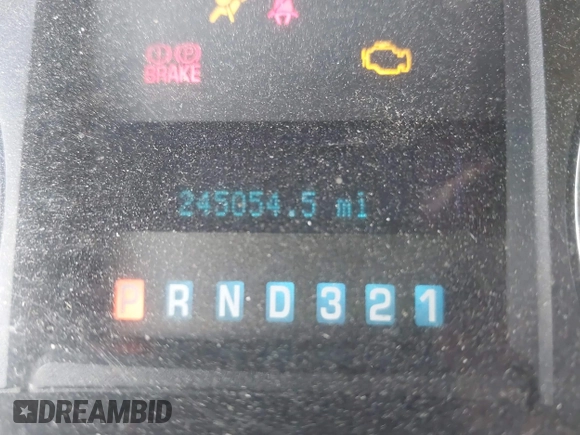 BRAKE
245054.5 mi
P R N D 3 2 1
DREAMBID